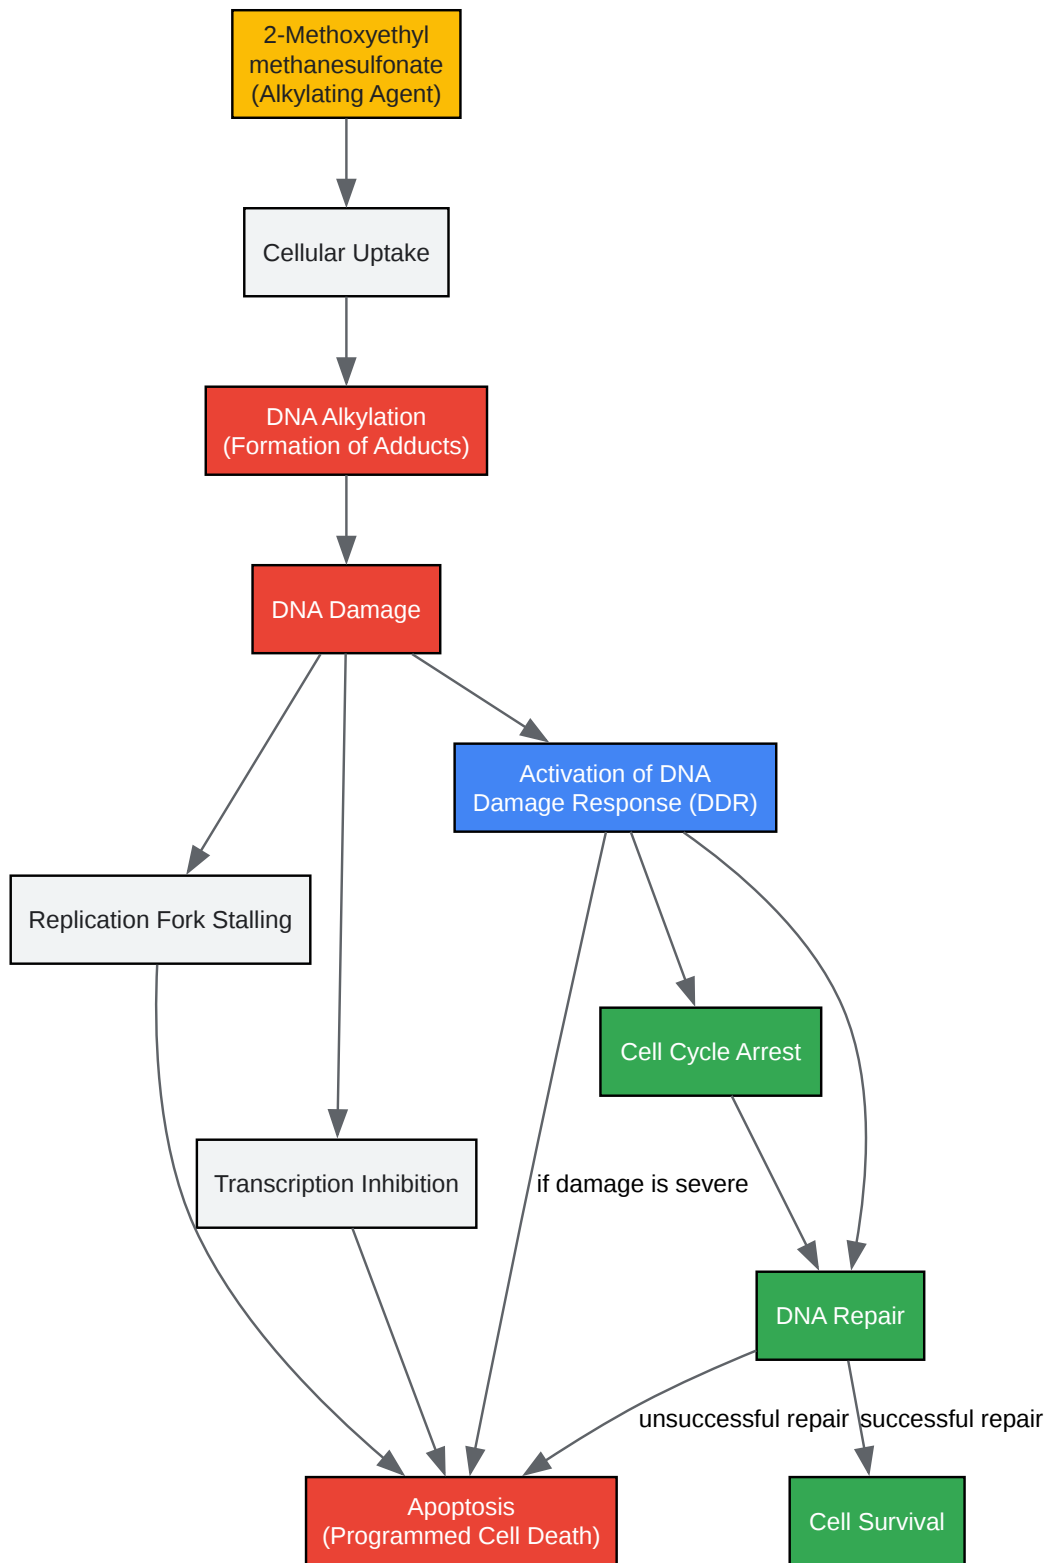 2-Methoxyethyl
methanesulfonate
(Alkylating Agent)
Cellular Uptake
DNA Alkylation
(Formation of Adducts)
DNA Damage
Activation of DNA
Damage Response (DDR)
Replication Fork Stalling
Cell Cycle Arrest
Transcription Inhibition
if damage is severe
DNA Repair
unsuccessful repair
successful repair
Apoptosis
(Programmed Cell Death)
Cell Survival